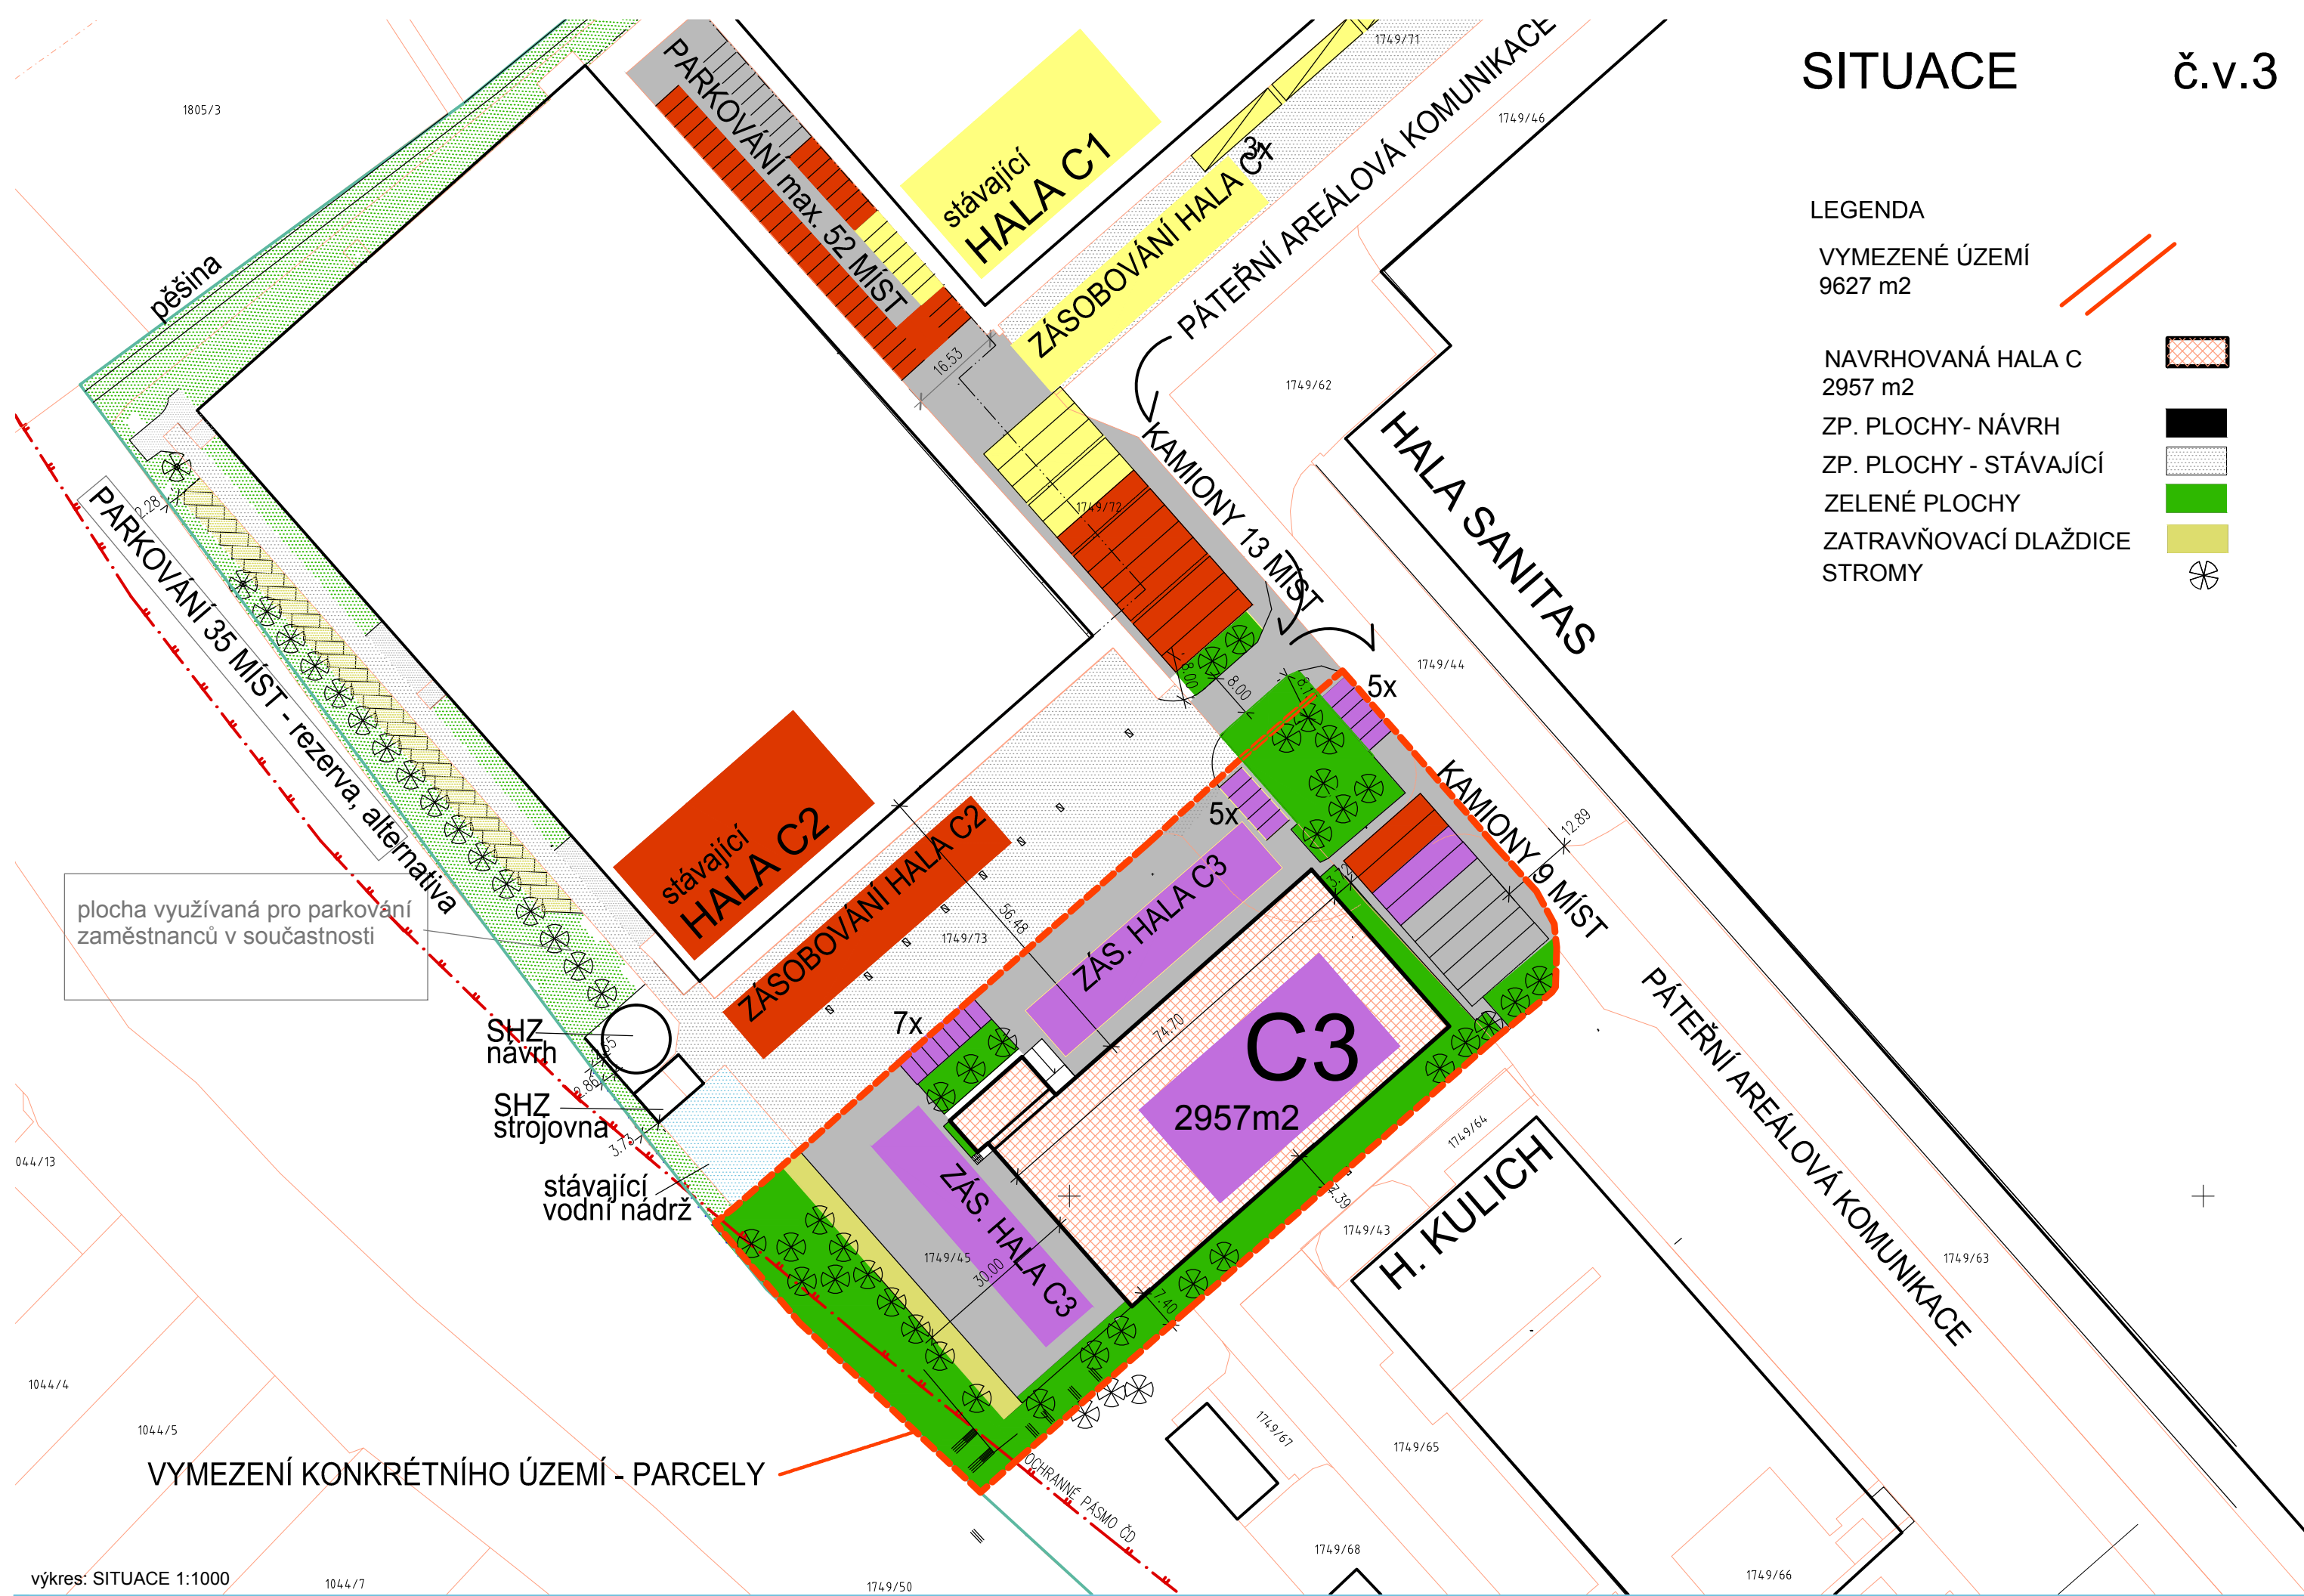 SITUACE č.v.3
LEGENDA
VYMEZENÉ ÚZEMÍ
9627 m2
NAVRHOVANÁ HALA C
2957 m2
ZP. PLOCHY- NÁVRH
ZP. PLOCHY - STÁVAJÍCÍ
ZELENÉ PLOCHY
ZATRAVŇOVACÍ DLAŽDICE
STROMY
1805/3
1749/71
1749/46
PARKOVÁNÍ max. 52 MÍST
stávající
HALA C1
3x
ZÁSOBOVÁNÍ HALA C1
PÁTEŘNÍ AREÁLOVÁ KOMUNIKACE
pěšina
16.53
1749/62
KAMIONY 13 MÍST
HALA SANITAS
1749/72
2.28
PARKOVÁNÍ 35 MÍST - rezerva, alternativa
1749/44
8.00
8.00
5x
5x
KAMIONY 9 MÍST
12.89
stávající
HALA C2
ZÁSOBOVÁNÍ HALA C2
56.48
1749/73
plocha využívaná pro parkování
zaměstnanců v součastnosti
ZÁS. HALA C3
7x
74.70
C3
2957m2
SHZ
návrh
2.86
SHZ
strojovna
3.73
stávající
vodní nádrž
PÁTEŘNÍ AREÁLOVÁ KOMUNIKACE
1749/64
ZÁS. HALA C3
1749/45
30.00
7.40
1749/43
H. KULICH
1749/63
044/13
1044/4
1044/5
VYMEZENÍ KONKRÉTNÍHO ÚZEMÍ - PARCELY
OCHRANNÉ PÁSMO ČD
1749/67
1749/65
1749/68
1749/66
výkres: SITUACE 1:1000
1044/7
1749/50